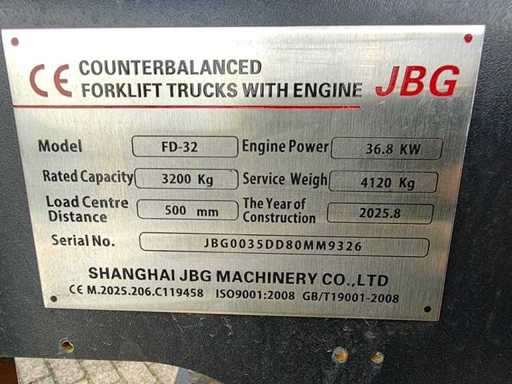 CE COUNTERBALANCED
FORKLIFT TRUCKS WITH ENGINE JBG
Model FD-32 Engine Power 36.8 KW
Rated Capacity 3200 Kg Service Weigh 4120 Kg
Load Centre Distance 500 mm The Year of Construction 2025.8
Serial No. JBG0035DD80MM9326
SHANGHAI JBG MACHINERY CO.,LTD
CE M.2025.206.C119458 ISO9001:2008 GB/T19001-2008